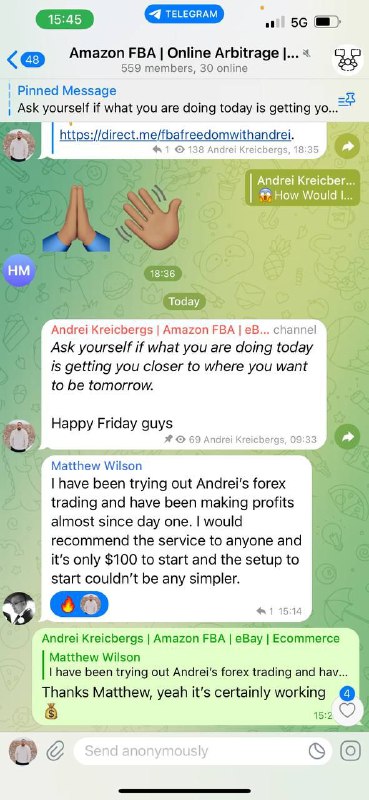 15:45
TELEGRAM
5G
48
Amazon FBA | Online Arbitrage |...
559 members, 30 online
Pinned Message
Ask yourself if what you are doing today is getting yo...
https://direct.me/fbafreedomwithandrei.
1 138 Andrei Kreicbergs, 18:35
Andrei Kreicber...
How Would I...
HM
18:36
Today
Andrei Kreicbergs | Amazon FBA | eB... channel
Ask yourself if what you are doing today
is getting you closer to where you want
to be tomorrow.
Happy Friday guys
69 Andrei Kreicbergs, 09:33
Matthew Wilson
I have been trying out Andrei's forex
trading and have been making profits
almost since day one. I would
recommend the service to anyone and
it's only $100 to start and the setup to
start couldn't be any simpler.
1 15:14
Andrei Kreicbergs | Amazon FBA | eBay | Ecommerce
Matthew Wilson
I have been trying out Andrei's forex trading and hav...
Thanks Matthew, yeah it's certainly working
4
Send anonymously